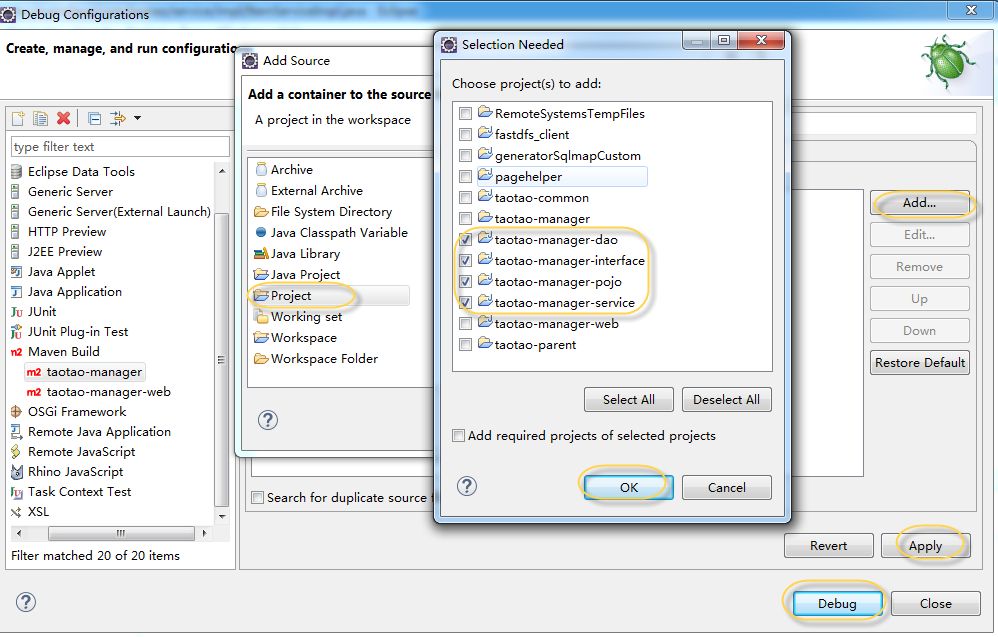 Debug Configurations
Create, manage, and run configuratio
type filter text
Eclipse Data Tools
Generic Server
Generic Server(External Launch)
HTTP Preview
J2EE Preview
Java Applet
Java Application
JUnit
JUnit Plug-in Test
Maven Build
taotao-manager
taotao-manager-web
OSGi Framework
Remote Java Application
Remote JavaScript
Rhino JavaScript
Task Context Test
XSL
Filter matched 20 of 20 items
Add Source
Add a container to the source
A project in the workspace
Archive
External Archive
File System Directory
Java Classpath Variable
Java Library
Java Project
Project
Working set
Workspace
Workspace Folder
Selection Needed
Choose project(s) to add:
RemoteSystemsTempFiles
fastdfs_client
generatorSqlmapCustom
pagehelper
taotao-common
taotao-manager
taotao-manager-dao
taotao-manager-interface
taotao-manager-pojo
taotao-manager-service
taotao-manager-web
taotao-parent
Select All
Deselect All
Add required projects of selected projects
OK
Cancel
Add...
Edit...
Remove
Up
Down
Restore Default
Search for duplicate source
Revert
Apply
Debug
Close